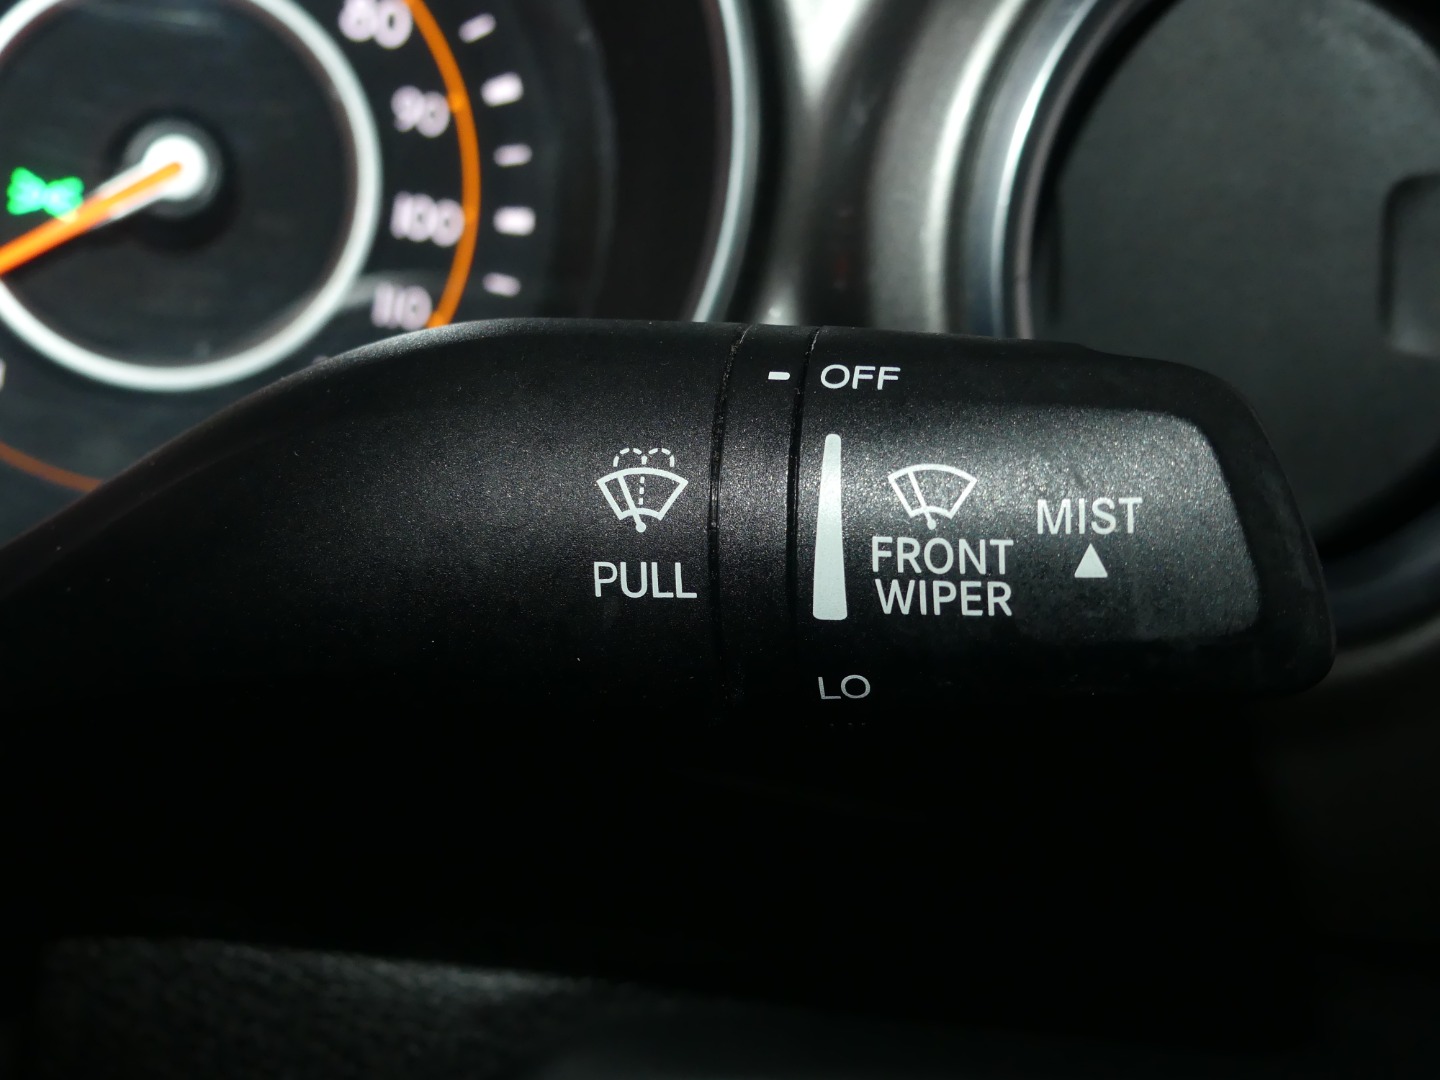 80
90
100
110
OFF
MIST
FRONT
WIPER
PULL
LO